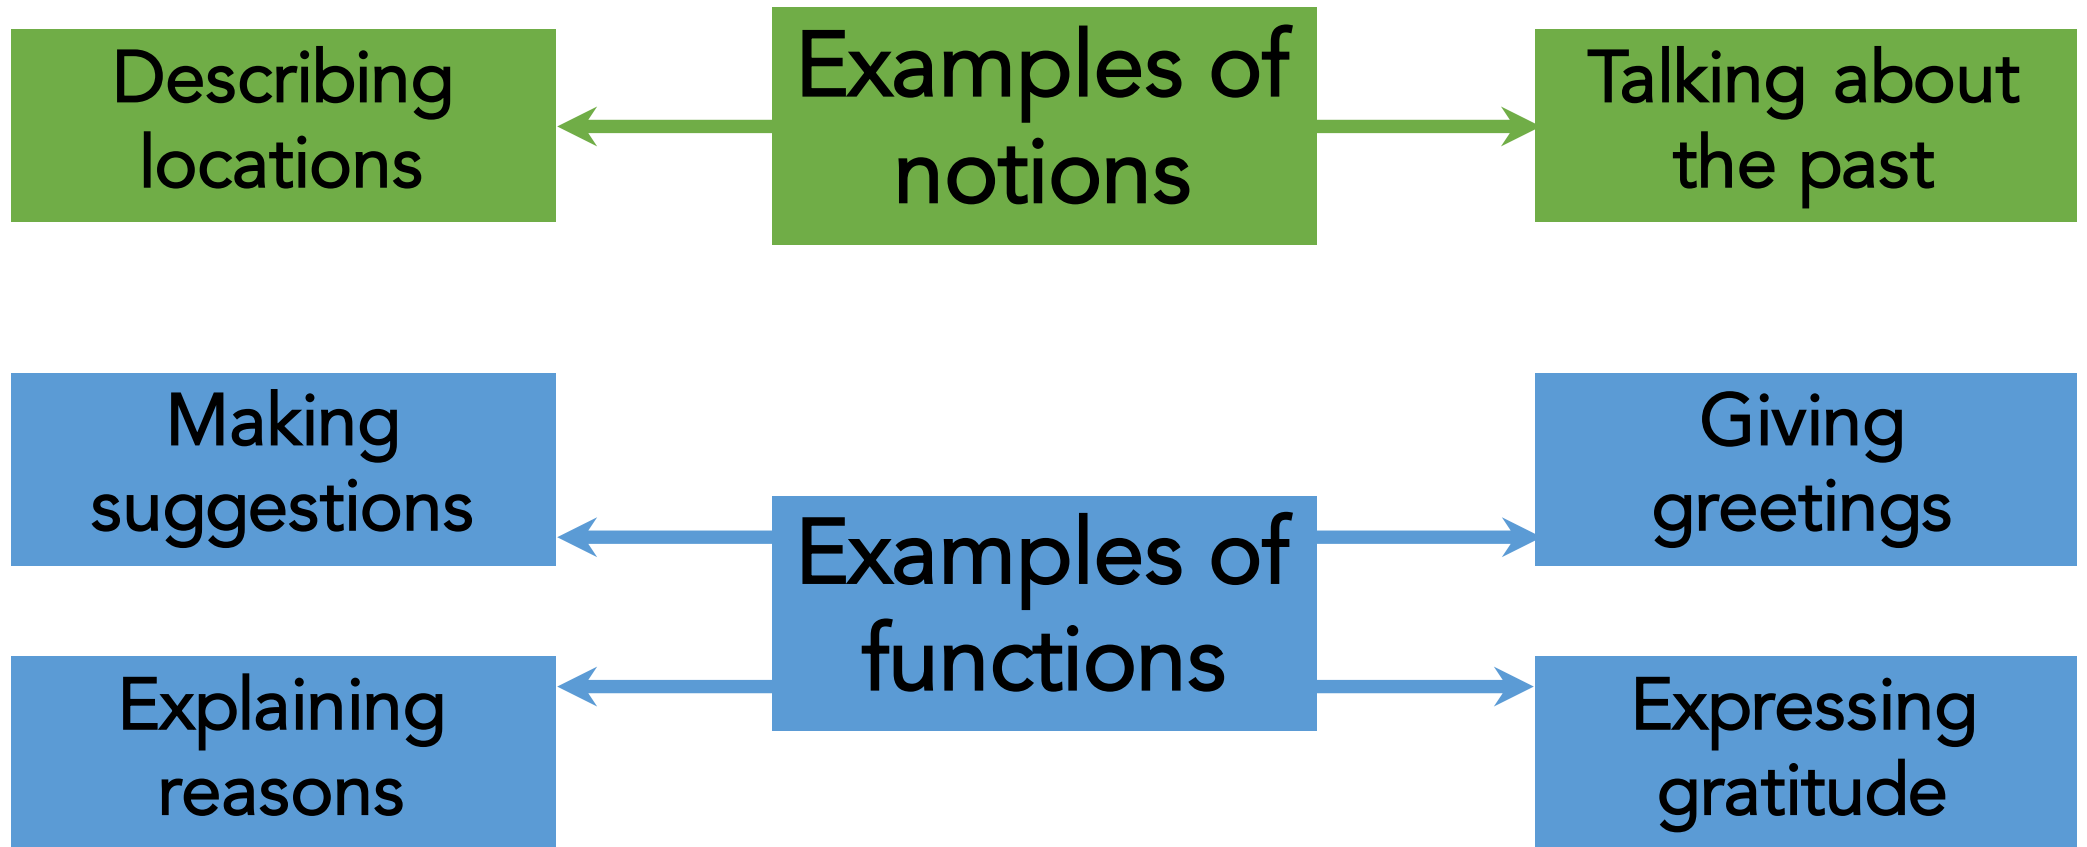 Describing
locations
Examples of
notions
Talking about
the past
Making
suggestions
Giving
greetings
Examples of
functions
Explaining
reasons
Expressing
gratitude